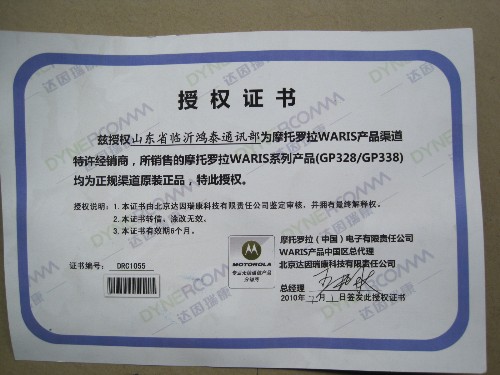 授权证书
兹授权山东省临沂鸿泰通讯部为摩托罗拉WARIS产品渠道
特许经销商，所销售的摩托罗拉WARIS系列产品(GP328/GP338)
均为正规渠道原装正品，特此授权。
授权说明：1. 本证书由北京达因瑞康科技有限责任公司鉴定审核，并拥有最终解释权。
2. 本证书转借、涂改无效。
3. 本证书有效期6个月。
摩托罗拉（中国）电子有限责任公司
WARIS产品中国区总代理
北京达因瑞康科技有限责任公司
证书编号：DRC1055
MOTOROLA
总经理
2010年 月1日签发此授权证书
DYNERCOMM
达因瑞康